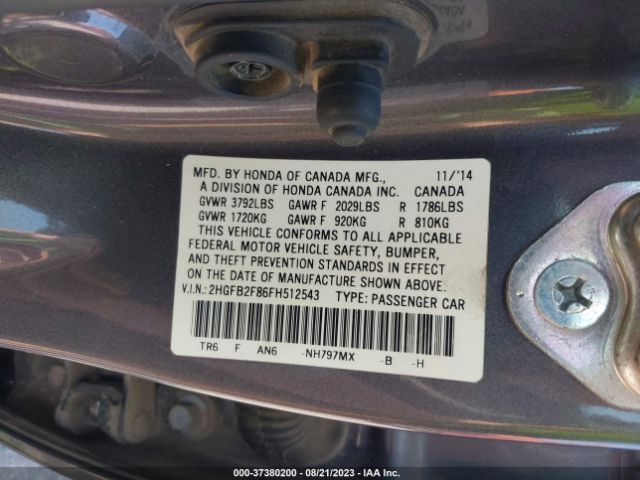 MFD. BY HONDA OF CANADA MFG., 11/'14
A DIVISION OF HONDA CANADA INC. CANADA
GVWR 3792LBS GAWR F 2029LBS R 1786LBS
GVWR 1720KG GAWR F 920KG R 810KG
THIS VEHICLE CONFORMS TO ALL APPLICABLE
FEDERAL MOTOR VEHICLE SAFETY, BUMPER,
AND THEFT PREVENTION STANDARDS IN EFFECT
ON THE DATE OF MANUFACTURE SHOWN ABOVE.
V.I.N.: 2HGFB2F86FH512543 TYPE: PASSENGER CAR
TR6 F AN6 -NH797MX -B -H
000-37380200 - 08/21/2023 - IAA Inc.